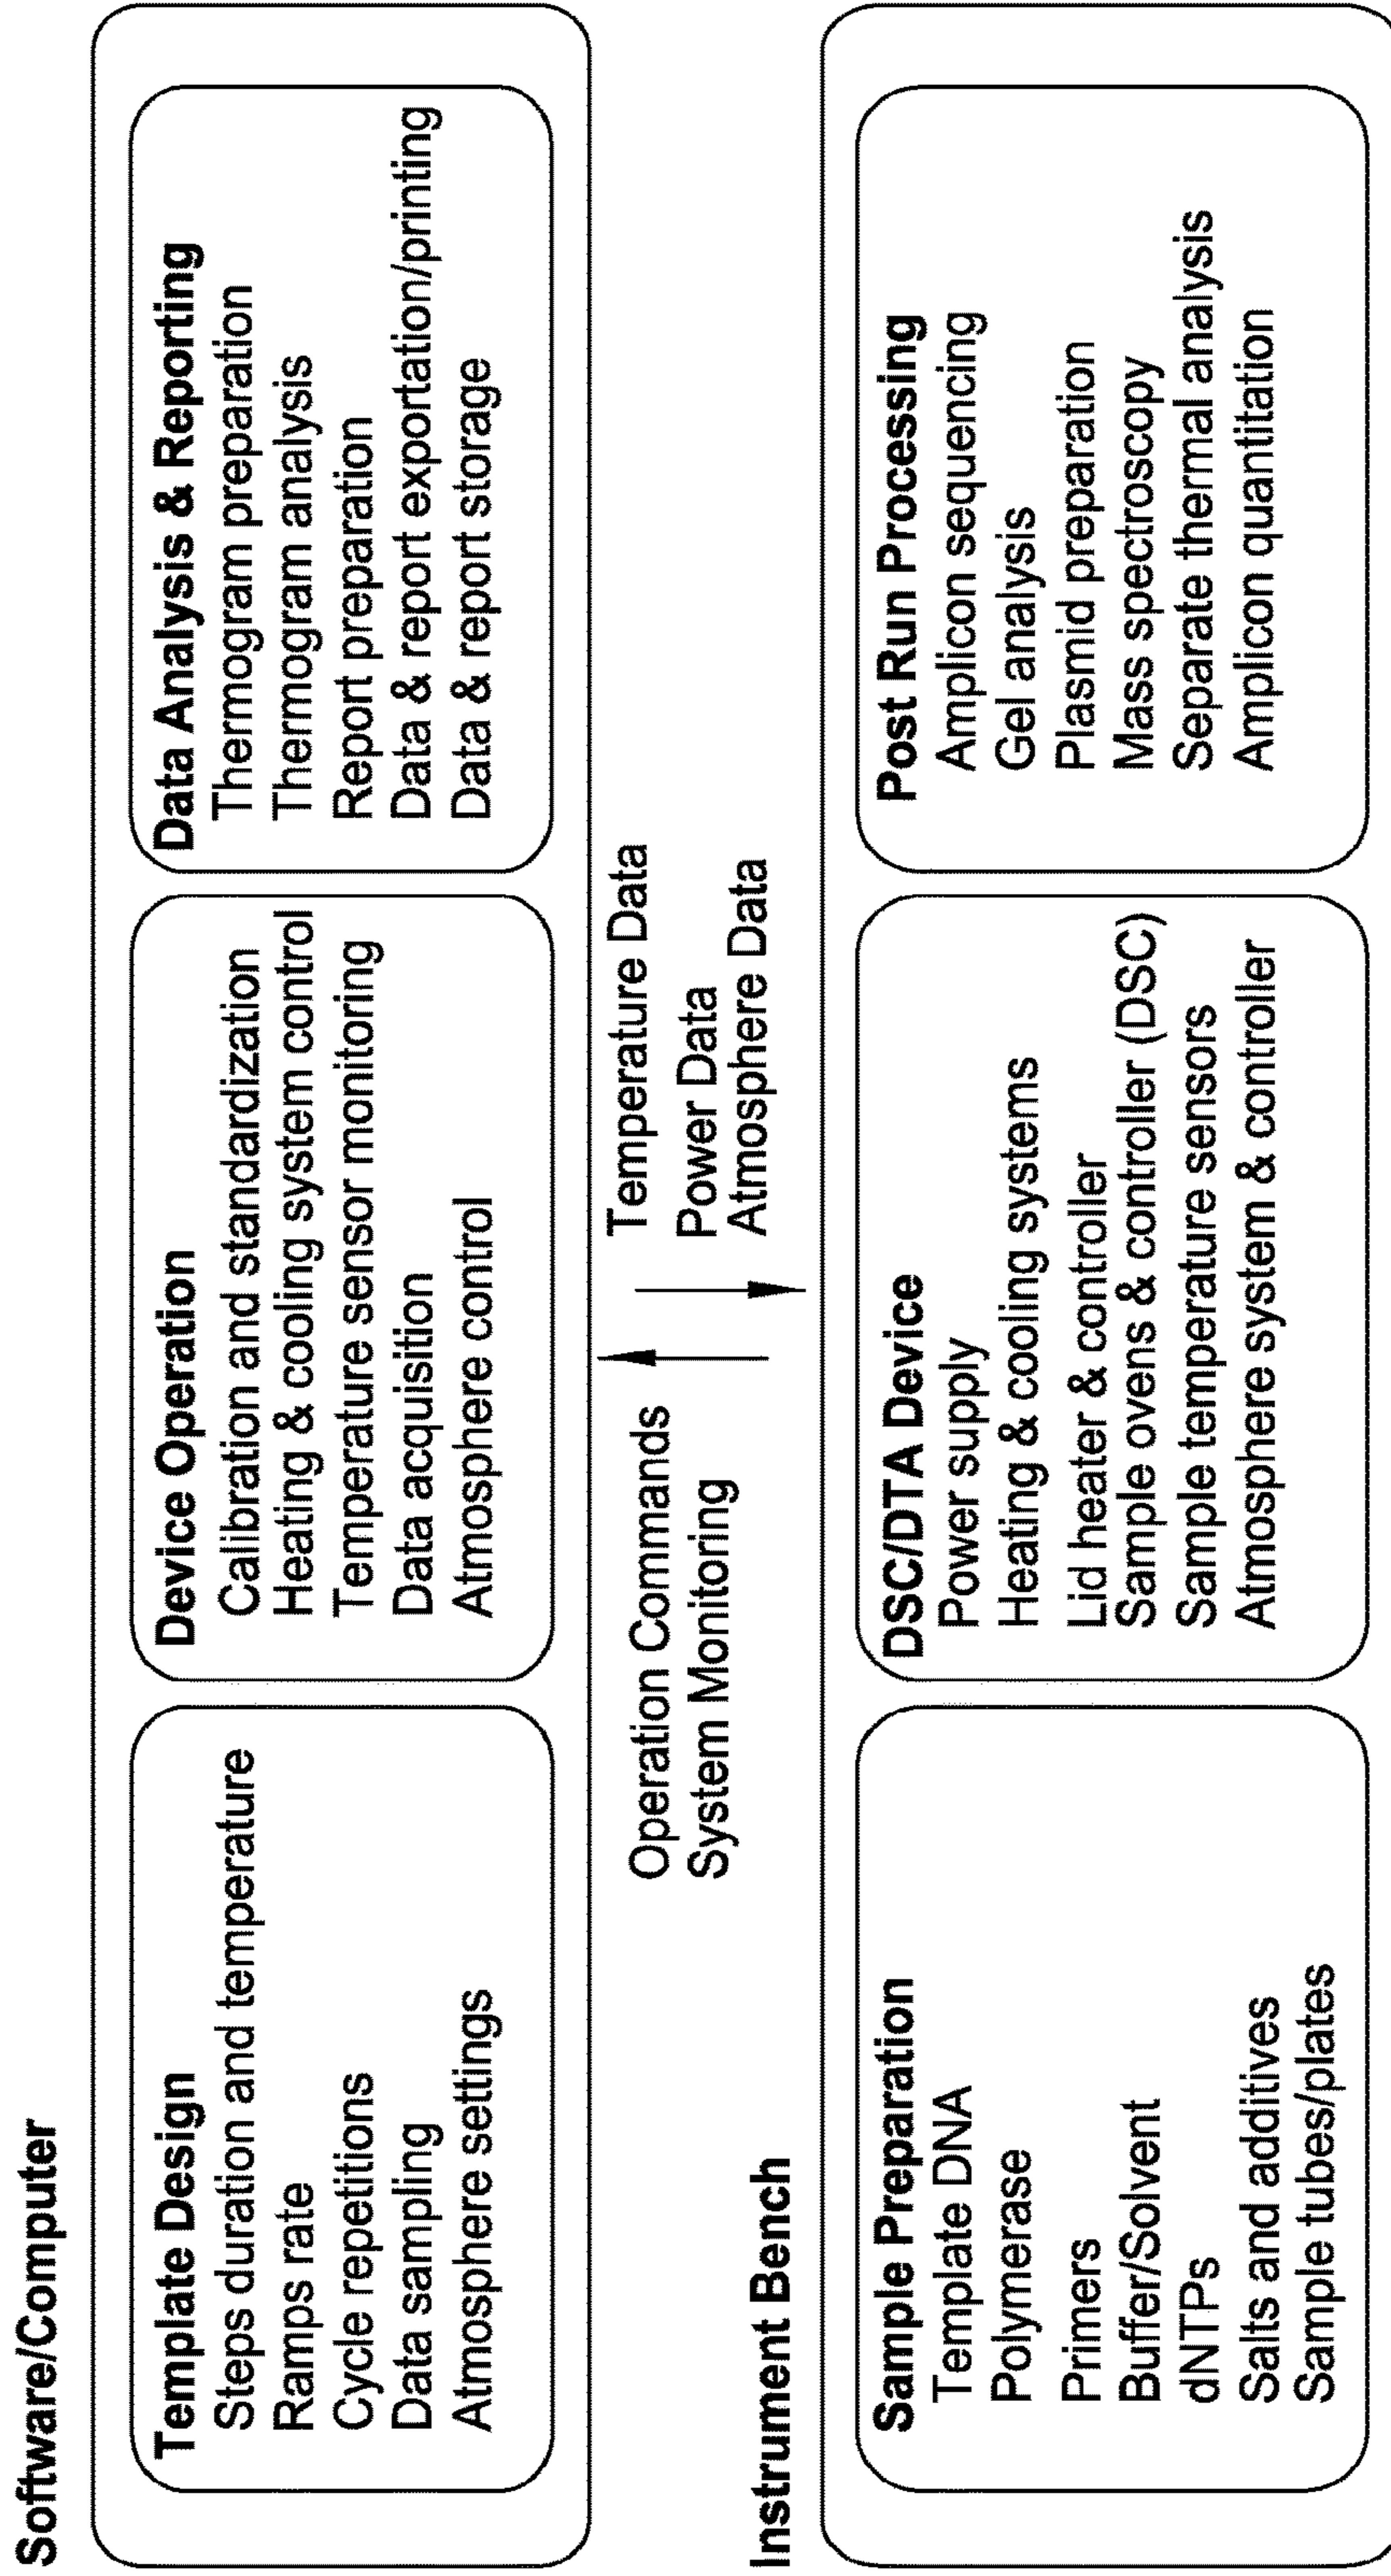 Software/Computer
Template Design
Steps duration and temperature
Ramps rate
Cycle repetitions
Data sampling
Atmosphere settings
Device Operation
Calibration and standardization
Heating & cooling system control
Temperature sensor monitoring
Data acquisition
Atmosphere control
Data Analysis & Reporting
Thermogram preparation
Thermogram analysis
Report preparation
Data & report exportation/printing
Data & report storage
Operation Commands
System Monitoring
Temperature Data
Power Data
Atmosphere Data
Instrument Bench
Sample Preparation
Template DNA
Polymerase
Primers
Buffer/Solvent
dNTPs
Salts and additives
Sample tubes/plates
DSC/DTA Device
Power supply
Heating & cooling systems
Lid heater & controller
Sample ovens & controller (DSC)
Sample temperature sensors
Atmosphere system & controller
Post Run Processing
Amplicon sequencing
Gel analysis
Plasmid preparation
Mass spectroscopy
Separate thermal analysis
Amplicon quantitation